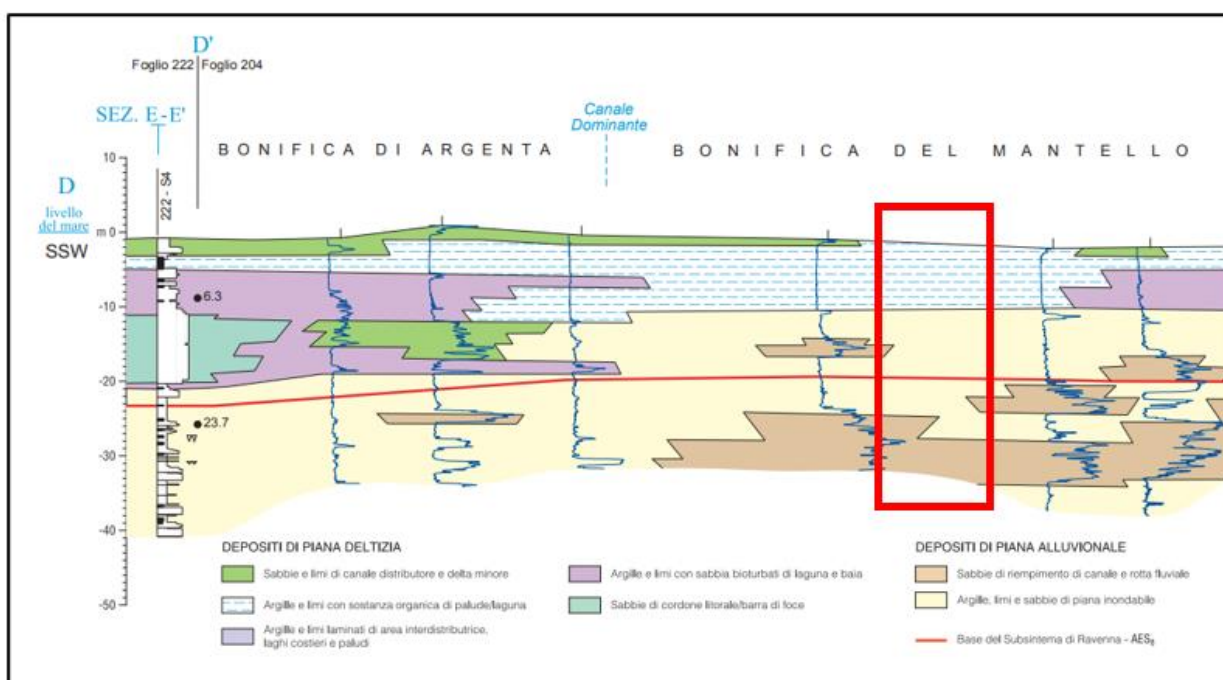 D'
Foglio 222 Foglio 204
SEZ. E-E'
Canale
Dominante
BONIFICA DI ARGENTA
BONIFICA DEL MANTELLO
222 - S4
D
livello
del mare
SSW
10
m 0
-10
-20
-30
-40
-50
6.3
23.7
DEPOSITI DI PIANA DELTIZIA
Sabbie e limi di canale distributore e delta minore
Argille e limi con sostanza organica di palude/laguna
Argille e limi laminati di area interdistributrice,
laghi costieri e paludi
Argille e limi con sabbia bioturbati di laguna e baia
Sabbie di cordone litorale/barra di foce
DEPOSITI DI PIANA ALLUVIONALE
Sabbie di riempimento di canale e rotta fluviale
Argille, limi e sabbie di piana inondabile
Base del Subsintema di Ravenna - AES8